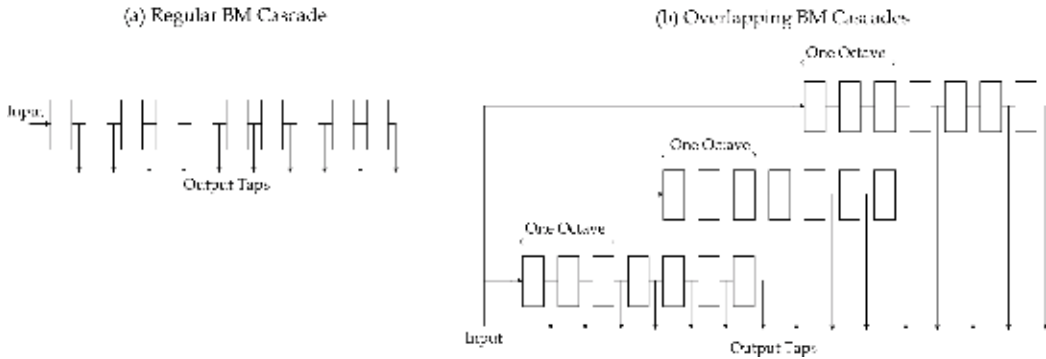 (a) Regular BM Cascade
Input
Output Taps
(b) Overlapping BM Cascades
One Octave
One Octave
One Octave
Input
Output Taps